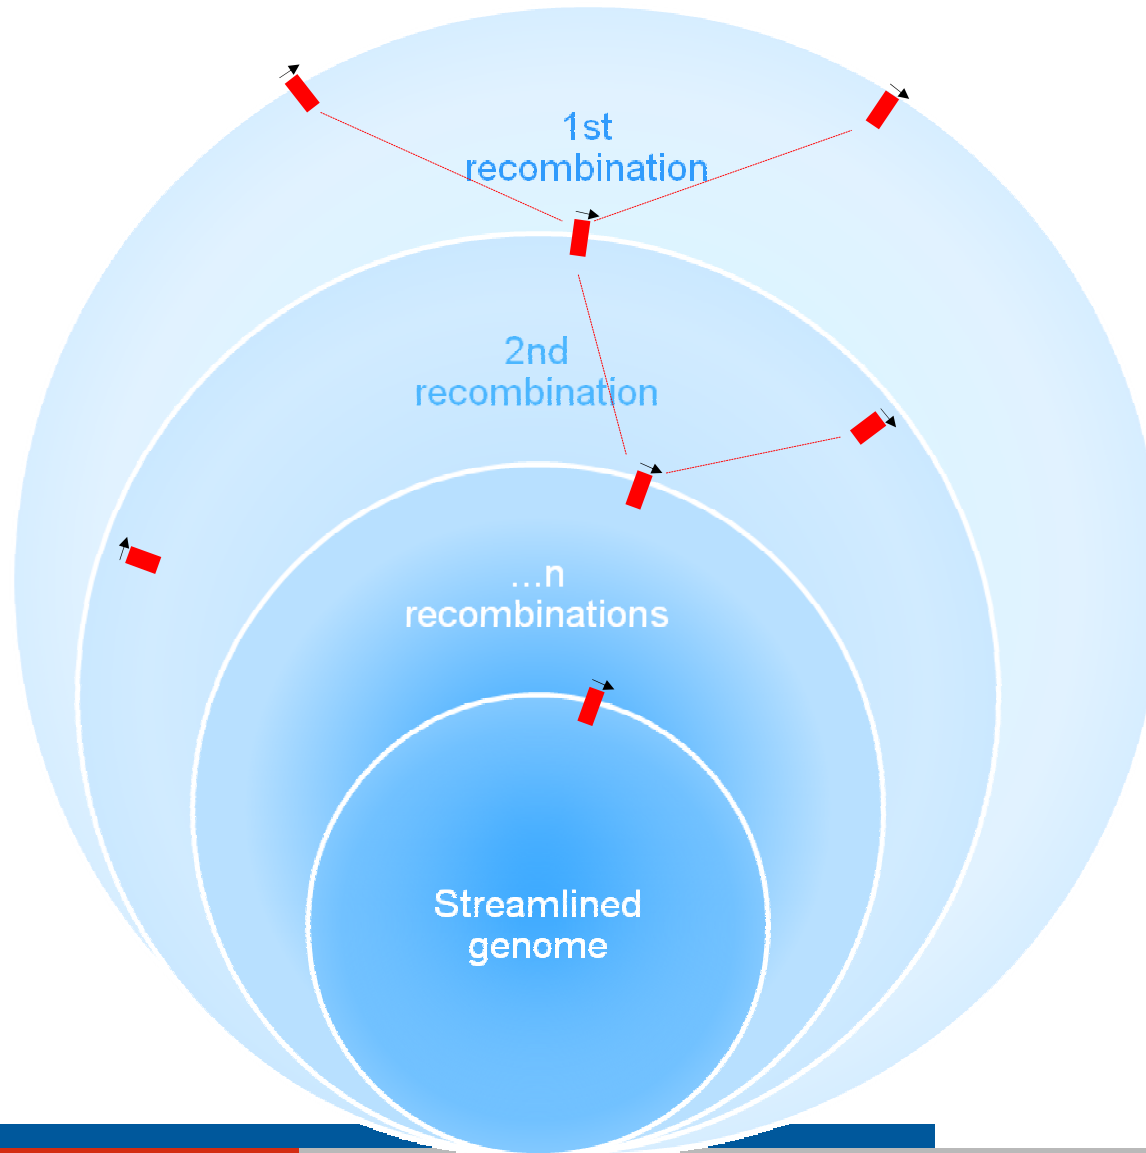 1st
recombination
2nd
recombination
...n
recombinations
Streamlined
genome